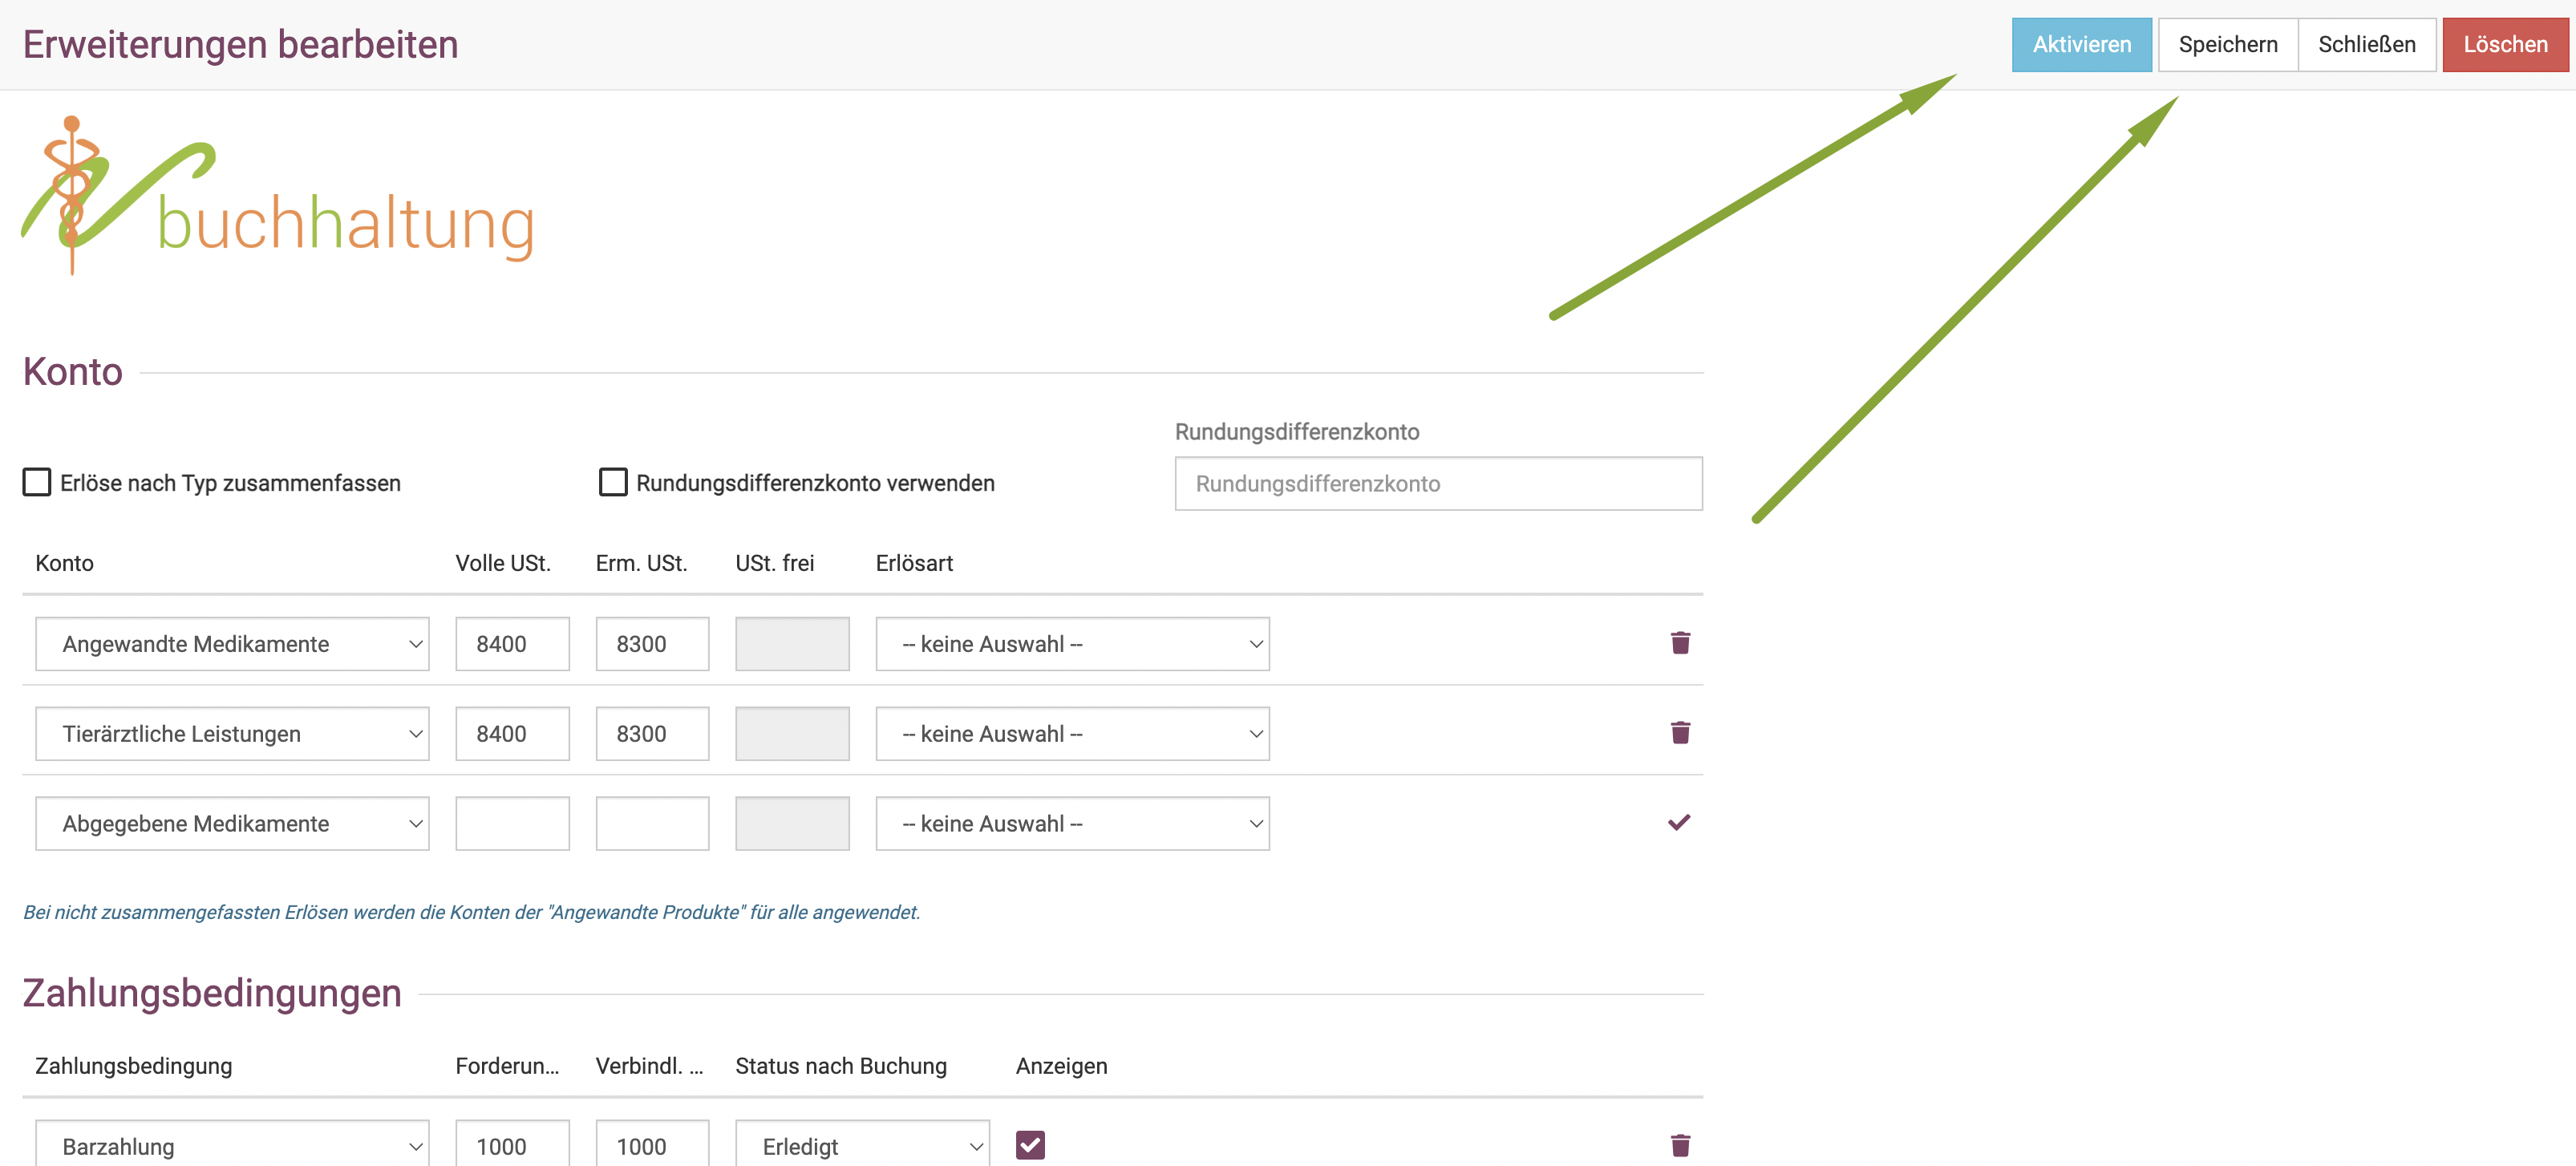 Erweiterungen bearbeiten
Aktivieren Speichern Schließen Löschen
buchhaltung
Konto
Rundungsdifferenzkonto
Erlöse nach Typ zusammenfassen Rundungsdifferenzkonto verwenden Rundungsdifferenzkonto
Konto Volle USt. Erm. USt. USt. frei Erlösart
Angewandte Medikamente 8400 8300 -- keine Auswahl --
Tierärztliche Leistungen 8400 8300 -- keine Auswahl --
Abgegebene Medikamente -- keine Auswahl --
Bei nicht zusammengefassten Erlösen werden die Konten der "Angewandte Produkte" für alle angewendet.
Zahlungsbedingungen
Zahlungsbedingung Forderun... Verbindl. ... Status nach Buchung Anzeigen
Barzahlung 1000 1000 Erledigt